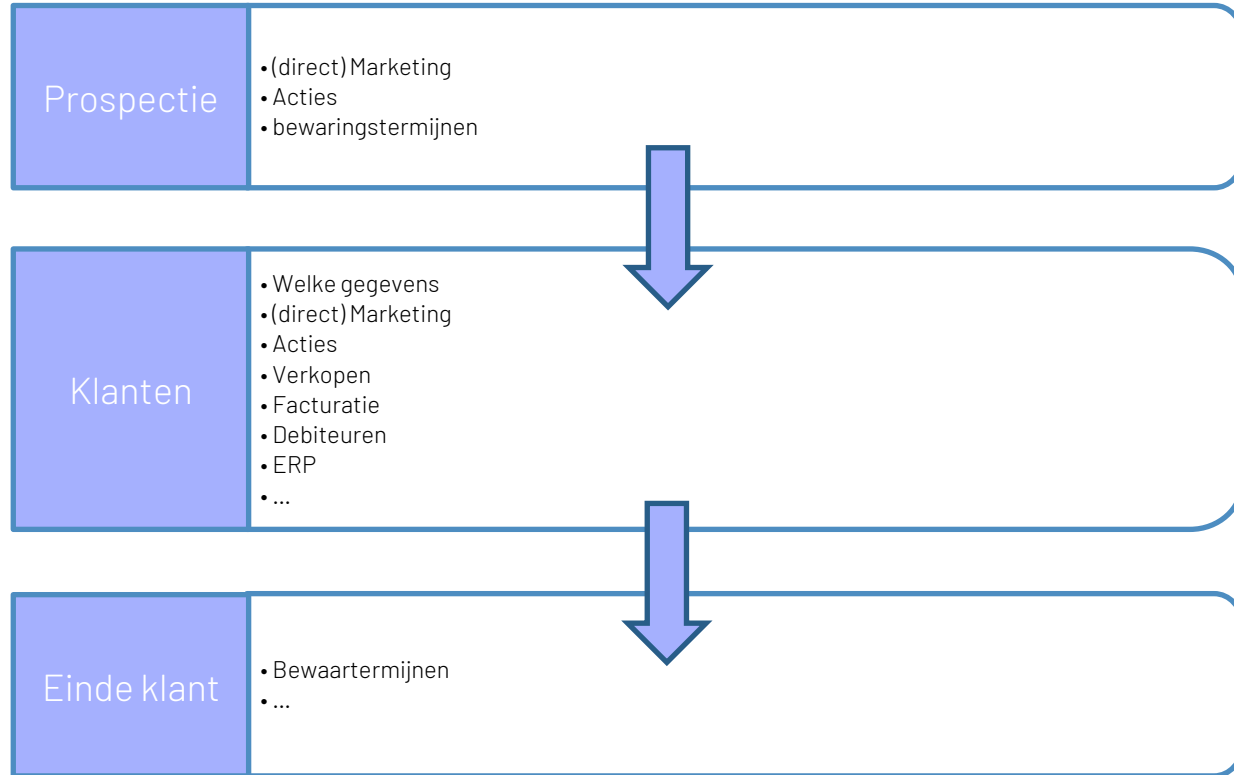 Prospectie
• (direct) Marketing
• Acties
• bewaringstermijnen
Klanten
• Welke gegevens
• (direct) Marketing
• Acties
• Verkopen
• Facturatie
• Debiteuren
• ERP
• ...
Einde klant
• Bewaartermijnen
• ...